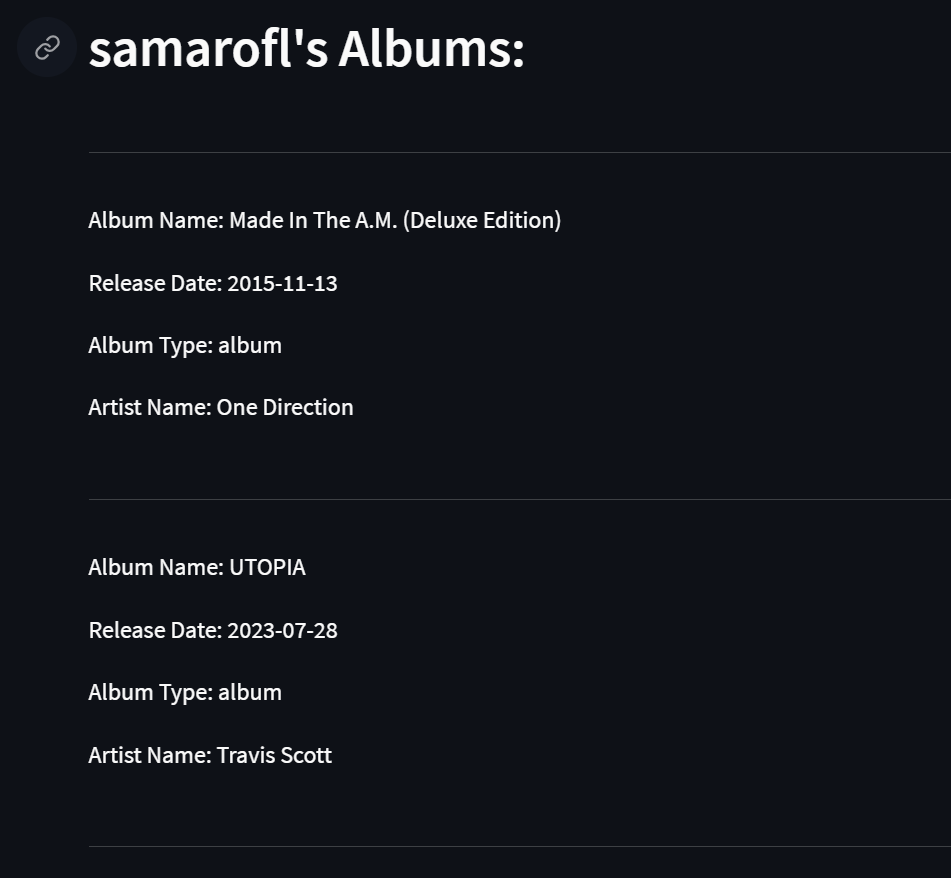 samarofl's Albums:
Album Name: Made In The A.M. (Deluxe Edition)
Release Date: 2015-11-13
Album Type: album
Artist Name: One Direction
Album Name: UTOPIA
Release Date: 2023-07-28
Album Type: album
Artist Name: Travis Scott